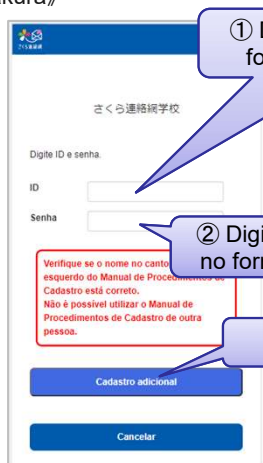 akura》
① D
fo
さくら連絡網
さくら連絡網学校
Digite ID e senha.
ID
Senha
② Digi
no for
Verifique se o nome no canto
esquerdo do Manual de Procedimentos de
Cadastro está correto.
Não é possível utilizar o Manual de
Procedimentos de Cadastro de outra
pessoa.
Cadastro adicional
Cancelar